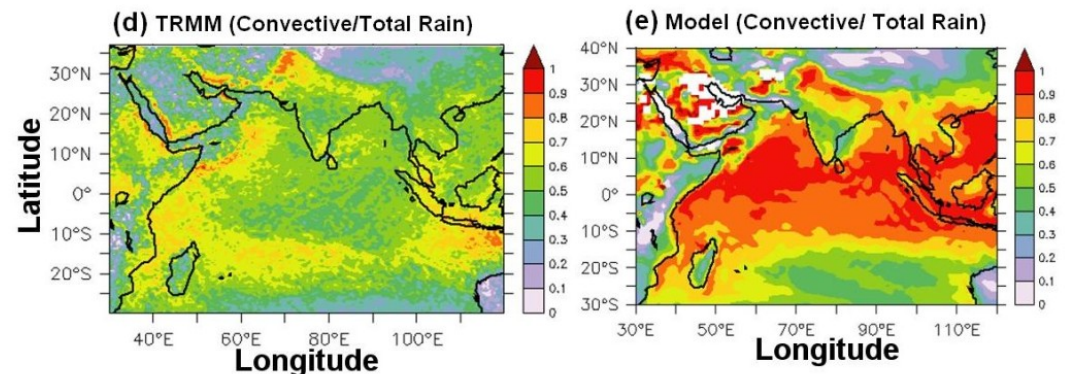 (d) TRMM (Convective/Total Rain)
(e) Model (Convective/ Total Rain)
Latitude
30°N
20°N
10°N
0°
10°S
20°S
40°E
60°E
80°E
100°E
Longitude
1
0.9
0.8
0.7
0.6
0.5
0.4
0.3
0.2
0.1
0
40°N
30°N
20°N
10°N
0°
10°S
20°S
30°S
30°E
50°E
70°E
90°E
110°E
Longitude
1
0.9
0.8
0.7
0.6
0.5
0.4
0.3
0.2
0.1
0